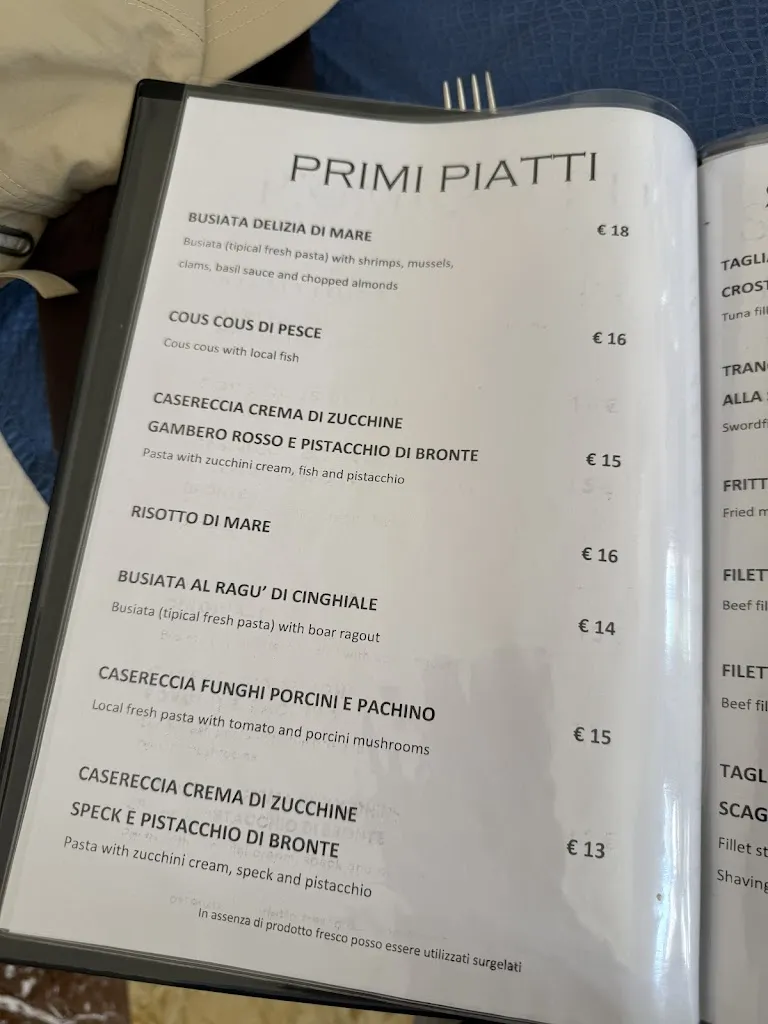 PRIMI PIATTI
BUSIATA DELIZIA DI MARE € 18
Busiata (tipical fresh pasta) with shrimps, mussels,
clams, basil sauce and chopped almonds
COUS COUS DI PESCE € 16
Cous cous with local fish
CASERECCIA CREMA DI ZUCCHINE
GAMBERO ROSSO E PISTACCHIO DI BRONTE € 15
Pasta with zucchini cream, fish and pistacchio
RISOTTO DI MARE € 16
BUSIATA AL RAGU' DI CINGHIALE € 14
Busiata (tipical fresh pasta) with boar ragout
CASERECCIA FUNGHI PORCINI E PACHINO € 15
Local fresh pasta with tomato and porcini mushrooms
CASERECCIA CREMA DI ZUCCHINE
SPECK E PISTACCHIO DI BRONTE € 13
Pasta with zucchini cream, speck and pistacchio
In assenza di prodotto fresco posso essere utilizzati surgelati
TAGLI
CROST
Tuna fil
TRAN
ALLA
Swordf
FRITT
Fried m
FILET
Beef fil
FILET
Beef fil
TAGL
SCAG
Fillet st
Shaving